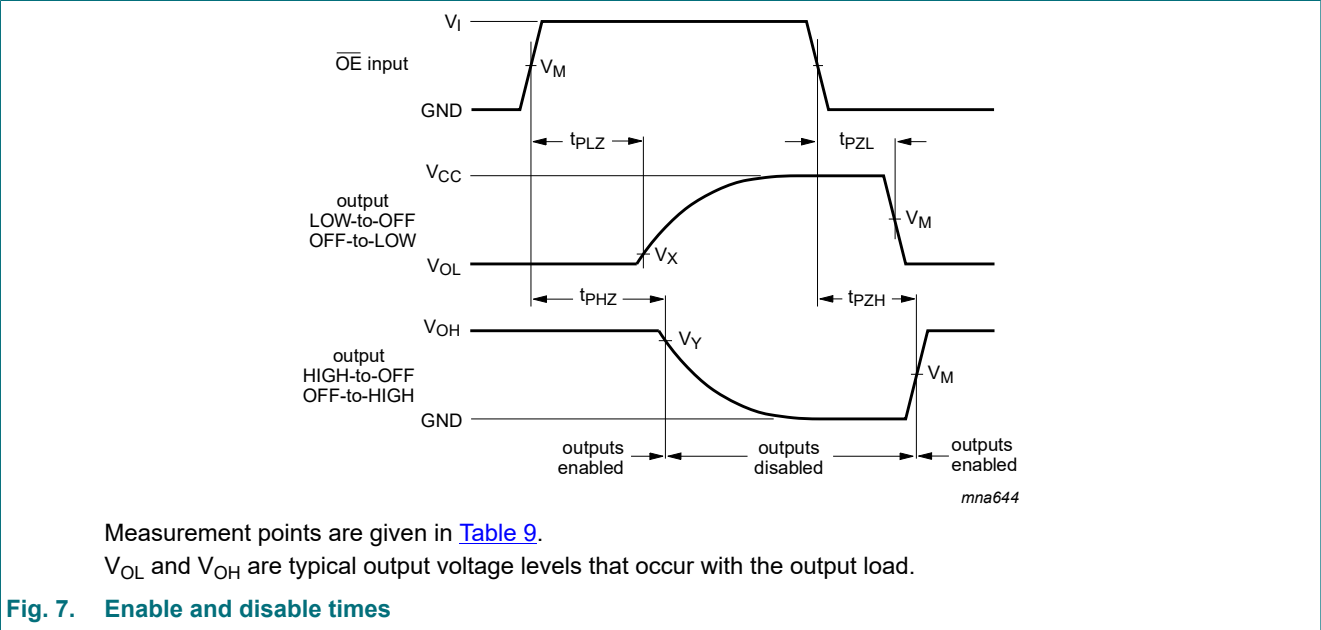 VI
OE input
VM
GND
tPLZ
tPZL
VCC
output
LOW-to-OFF
OFF-to-LOW
VM
VX
VOL
tPHZ
tPZH
VOH
VY
output
HIGH-to-OFF
OFF-to-HIGH
VM
GND
outputs
enabled
outputs
disabled
outputs
enabled
mna644
Measurement points are given in Table 9.
VOL and VOH are typical output voltage levels that occur with the output load.
Fig. 7. Enable and disable times